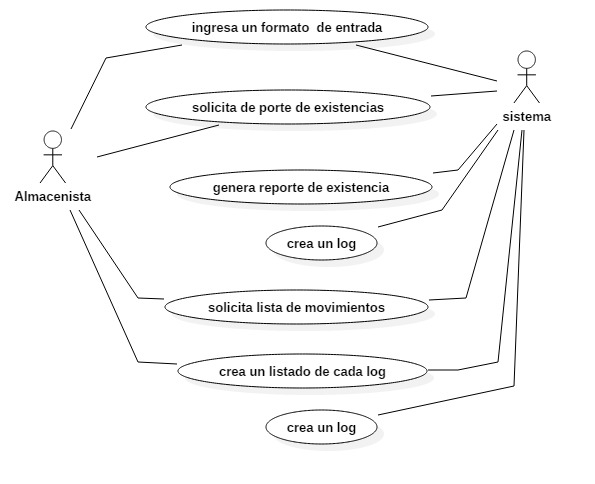 ingresa un formato de entrada
solicita de porte de existencias
sistema
genera reporte de existencia
Almacenista
crea un log
solicita lista de movimientos
crea un listado de cada log
crea un log